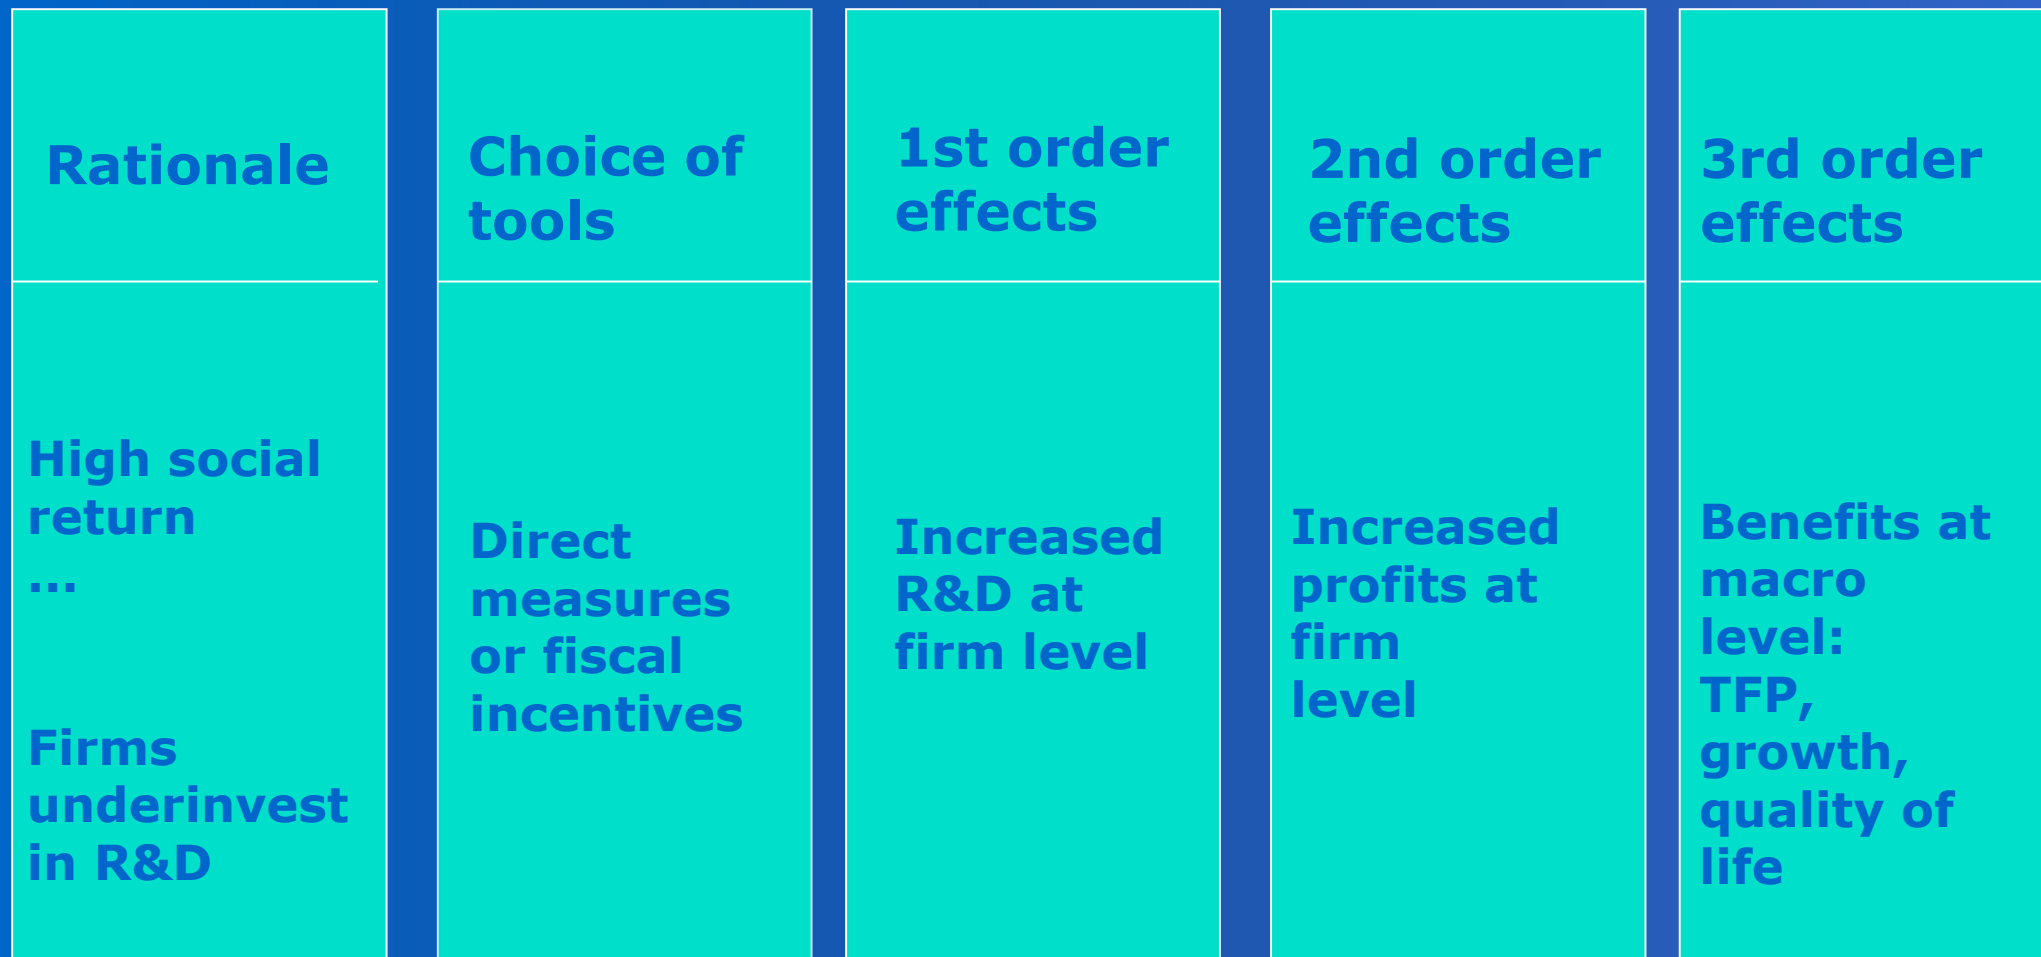 Rationale
High social
return
...
Firms
underinvest
in R&D
Choice of
tools
Direct
measures
or fiscal
incentives
1st order
effects
Increased
R&D at
firm level
2nd order
effects
Increased
profits at
firm
level
3rd order
effects
Benefits at
macro
level:
TFP,
growth,
quality of
life